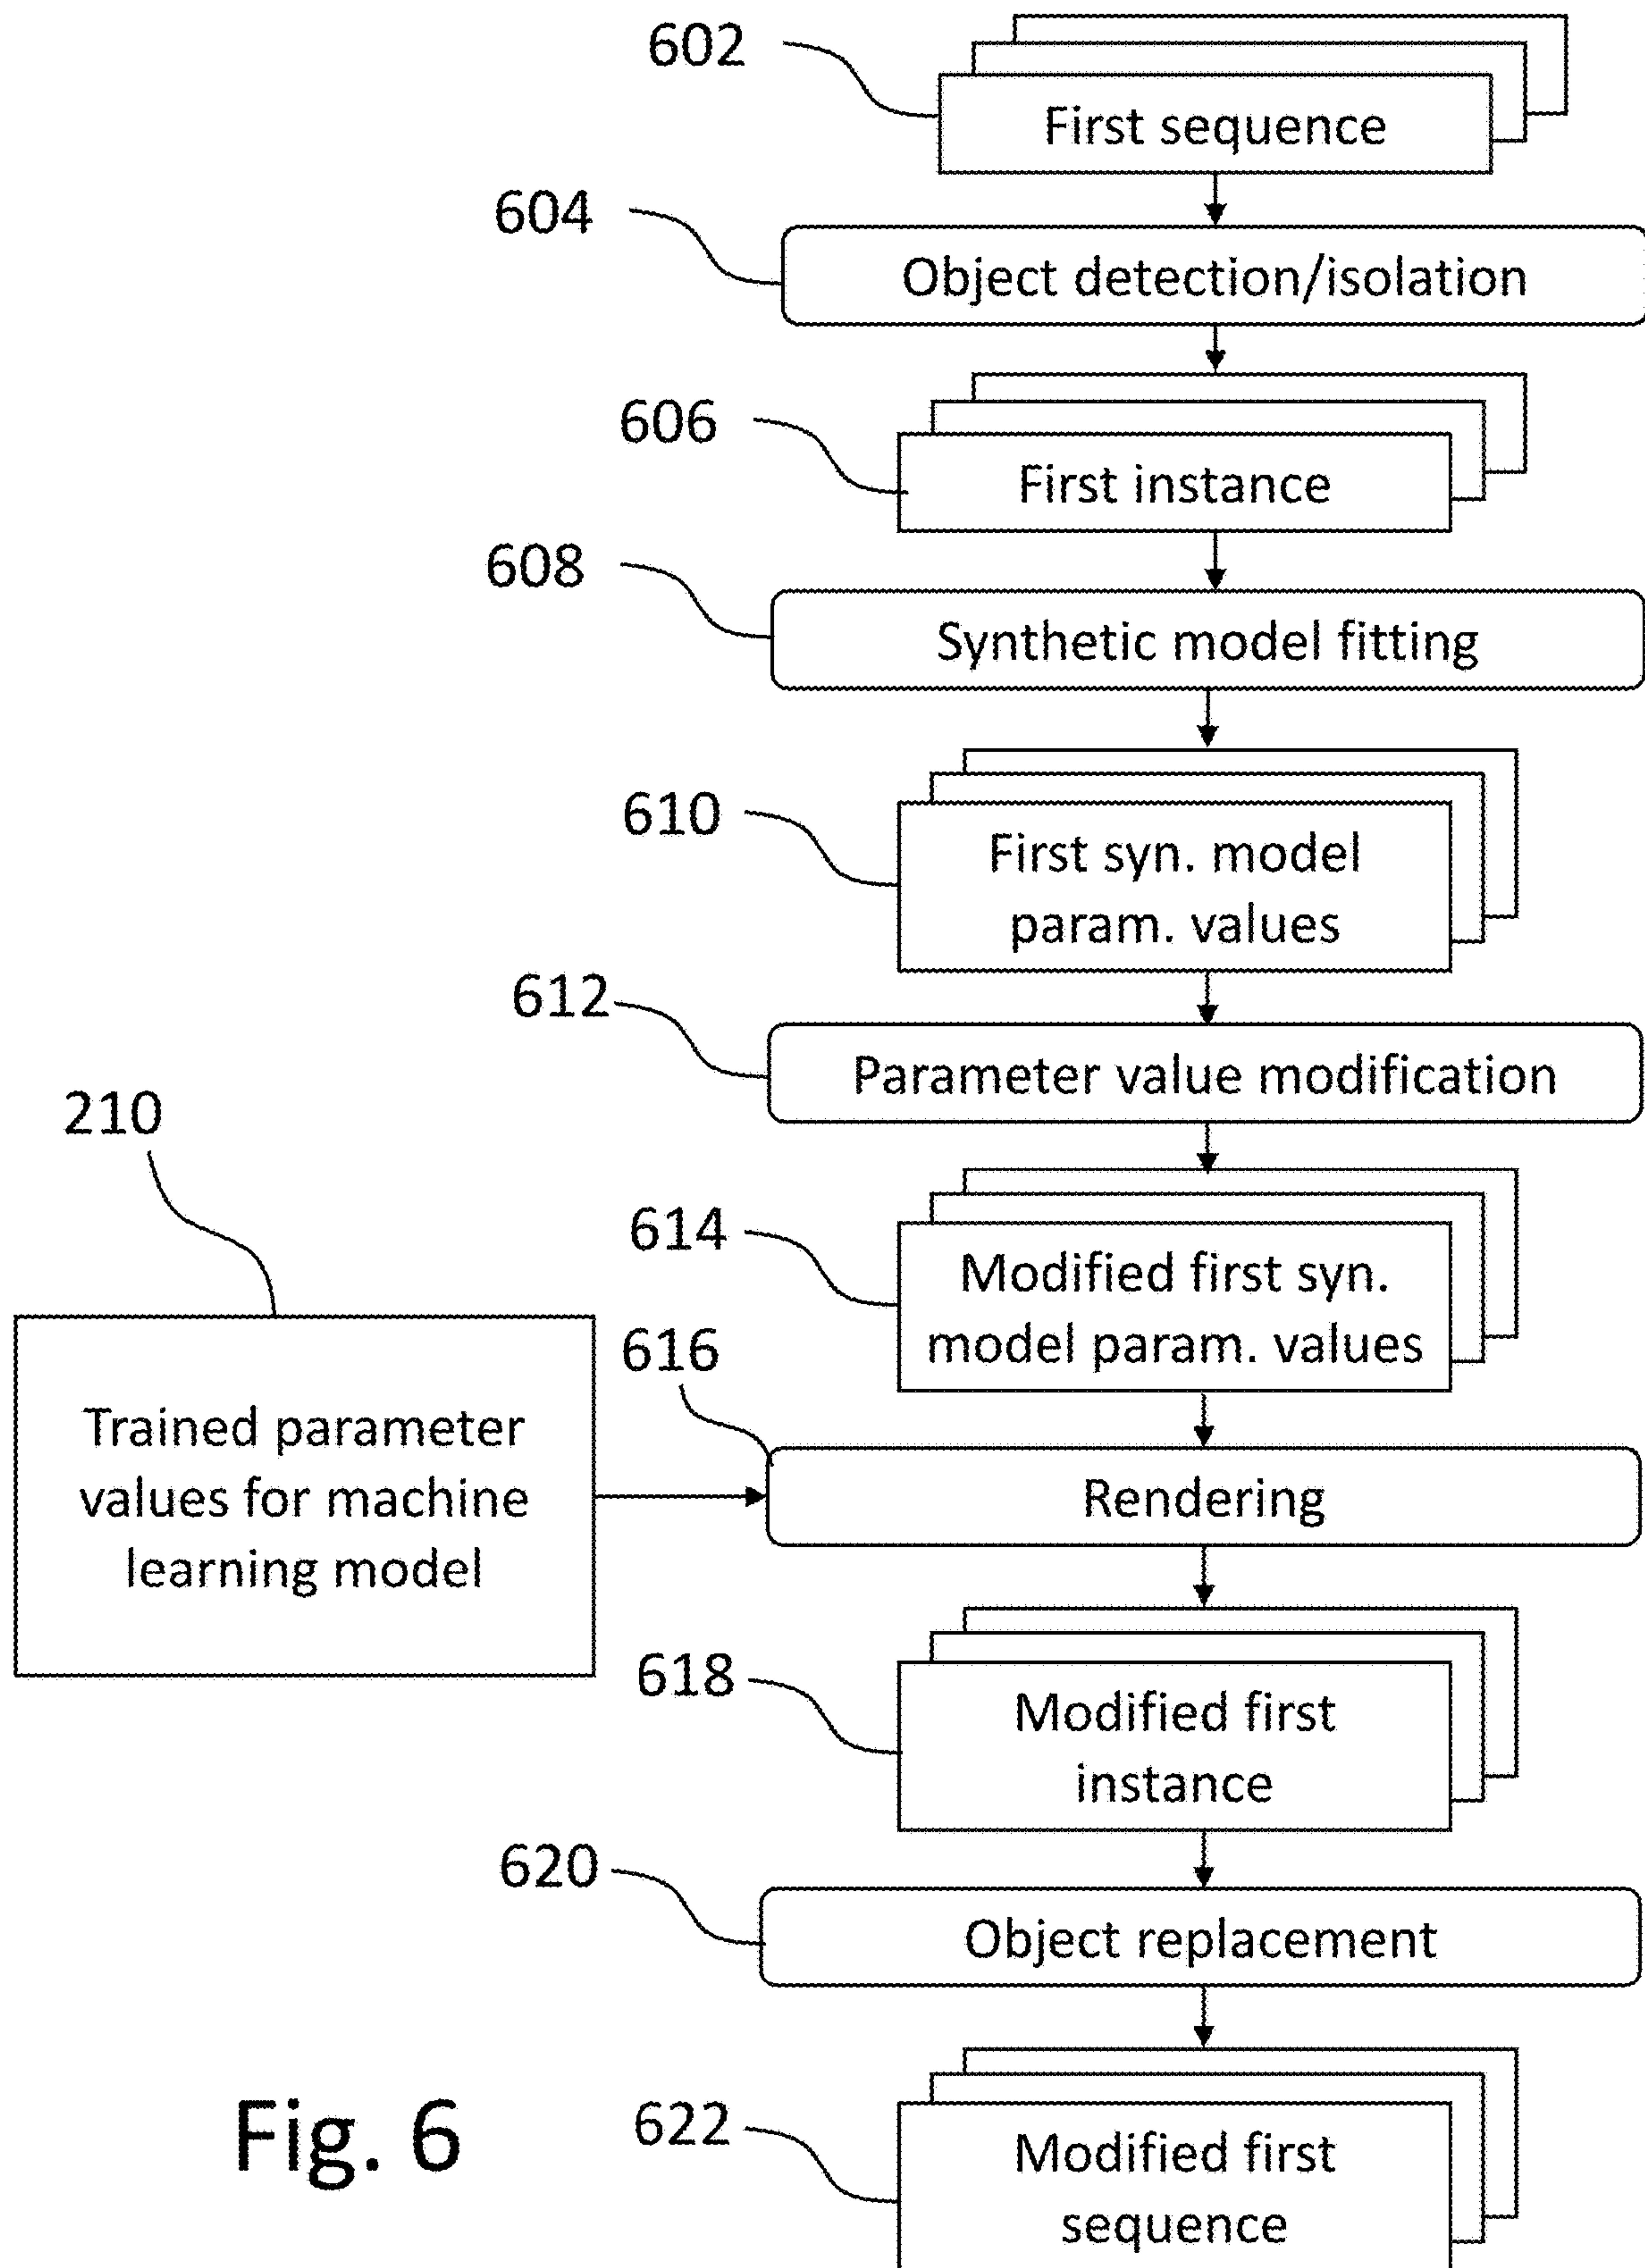 602
First sequence
604
Object detection/isolation
606
First instance
608
Synthetic model fitting
610
First syn. model
param. values
612
Parameter value modification
210
614
Modified first syn.
model param. values
616
Trained parameter
values for machine
learning model
Rendering
618
Modified first
instance
620
Object replacement
Fig. 6
622
Modified first
sequence